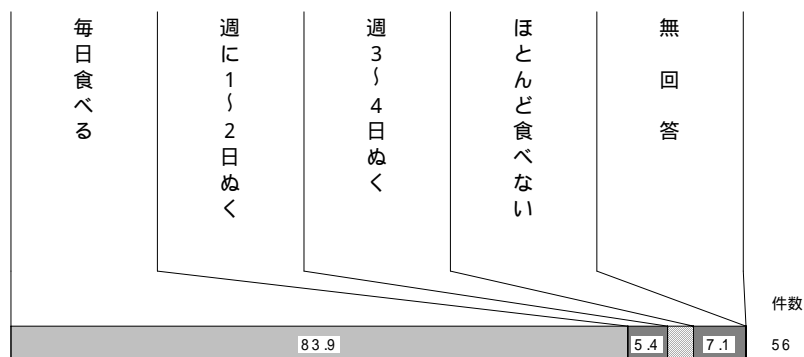 毎日食べる
週に1～2日ぬく
週3～4日ぬく
ほとんど食べない
無回答
件数
83.9
5.4
7.1
56